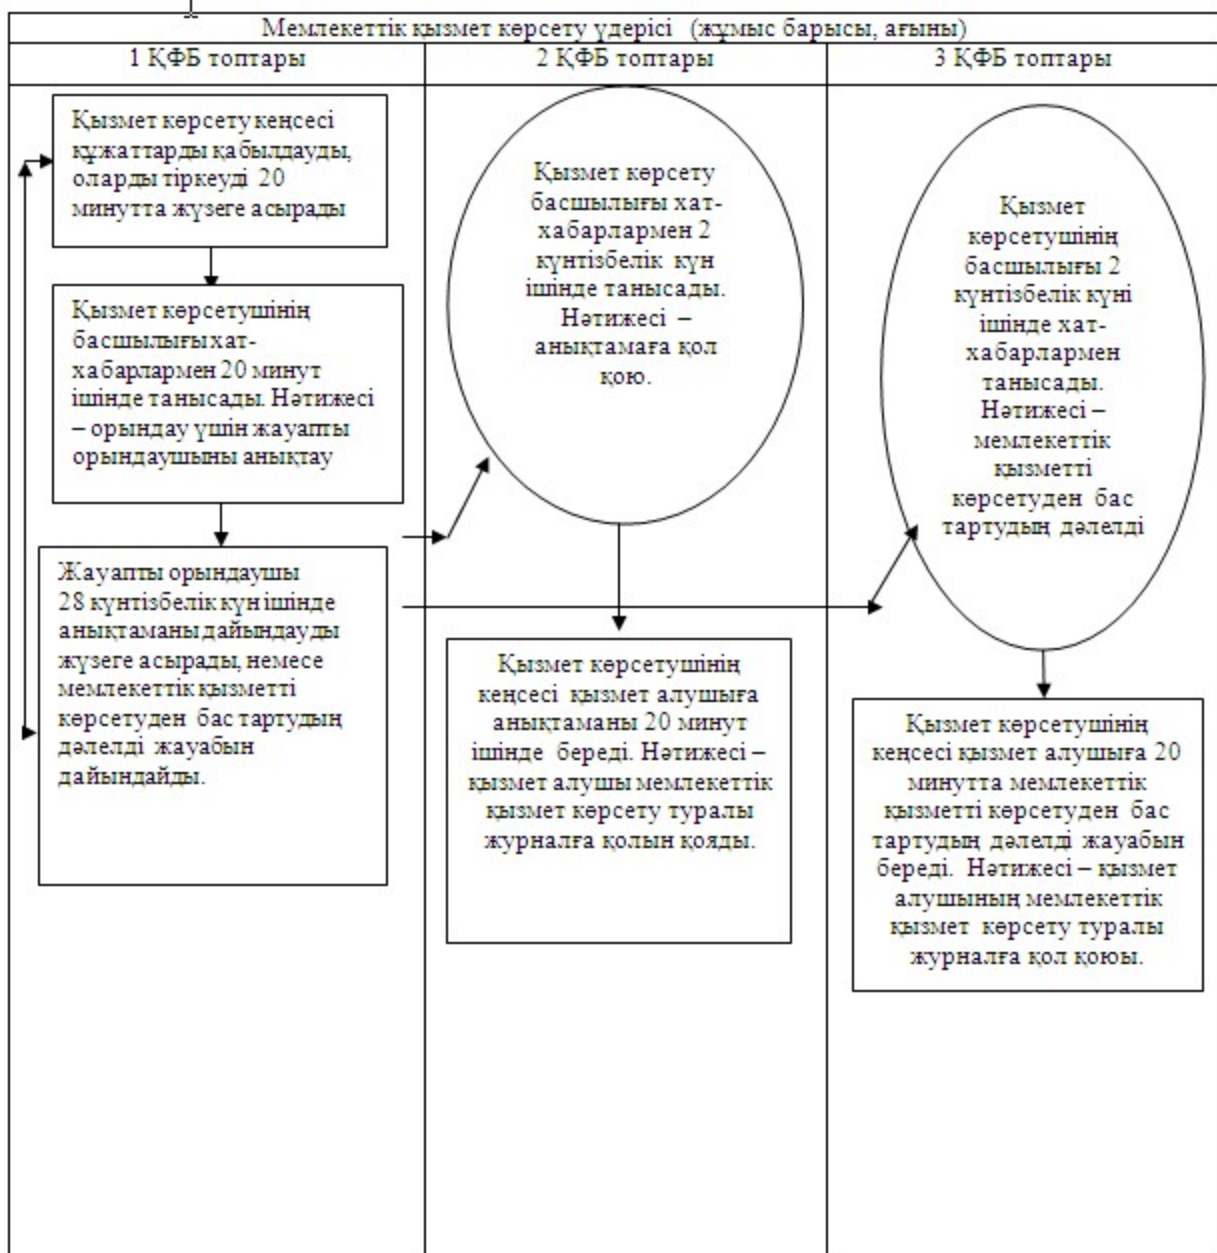 Мемлекеттік қызмет көрсету үдерісі (жұмыс барысы, ағыны)
1 ҚФБ топтары
2 ҚФБ топтары
3 ҚФБ топтары
Қызмет көрсету кеңсесі
құжаттарды қабылдауды,
оларды тіркеуді 20
минутта жүзеге асырады
Қызмет көрсетушінің
басшылығы хат-
хабарлармен 20 минут
ішінде танысады. Нәтижесі
– орындау үшін жауапты
орындаушыны анықтау
Жауапты орындаушы
28 күнтізбелік күн ішінде
анықтаманы дайындауды
жүзеге асырады, немесе
мемлекеттік қызметті
көрсетуден бас тартудың
дәлелді жауабын
дайындайды.
Қызмет көрсету
басшылығы хат-
хабарлармен 2
күнтізбелік күн
ішінде танысады.
Нәтижесі –
анықтамаға қол
қою.
Қызмет көрсетушінің
кеңсесі қызмет алушыға
анықтаманы 20 минут
ішінде береді. Нәтижесі –
қызмет алушы мемлекеттік
қызмет көрсету туралы
журналға қолын қояды.
Қызмет
көрсетушінің
басшылығы 2
күнтізбелік күні
ішінде хат-
хабарлармен
танысады.
Нәтижесі –
мемлекеттік
қызметті
көрсетуден бас
тартудың дәлелді
Қызмет көрсетушінің
кеңсесі қызмет алушыға 20
минутта мемлекеттік
қызметті көрсетуден бас
тартудың дәлелді жауабын
береді. Нәтижесі – қызмет
алушының мемлекеттік
қызмет көрсету туралы
журналға қол қоюы.